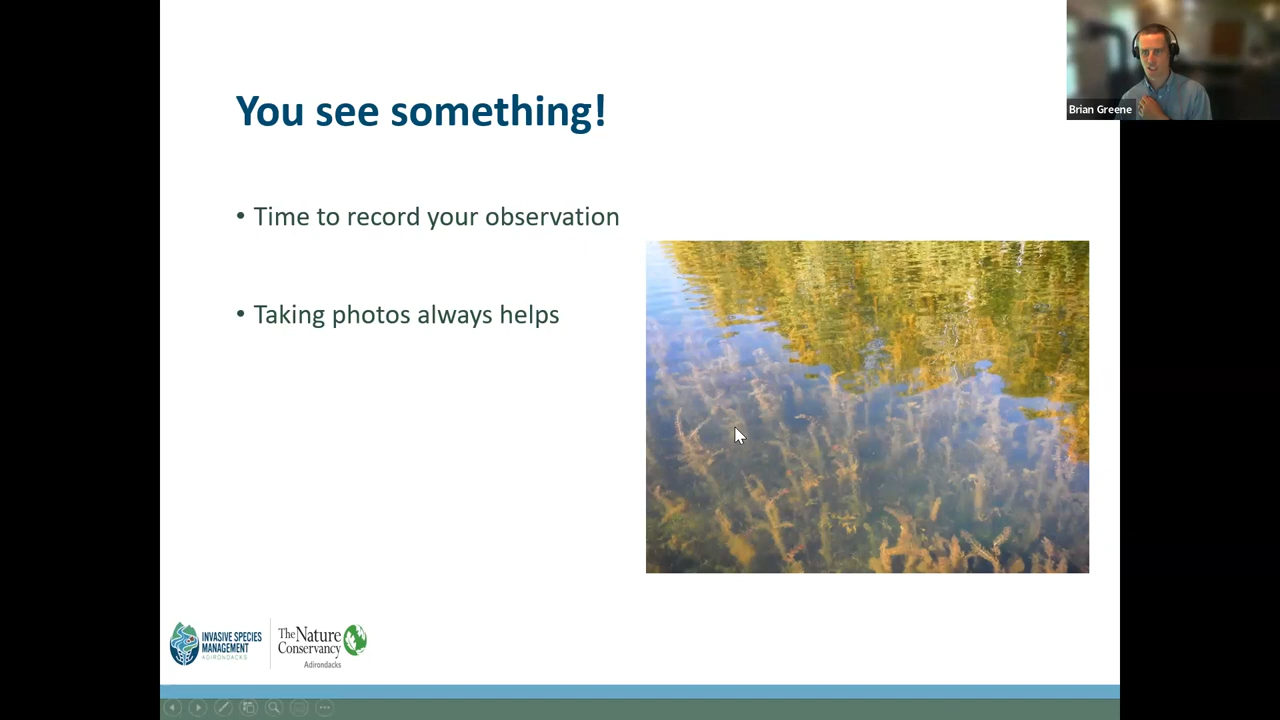 You see something!
Brian Greene
• Time to record your observation
• Taking photos always helps
INVASIVE SPECIES
MANAGEMENT
ADIRONDACKS
The Nature
Conservancy
Adirondacks